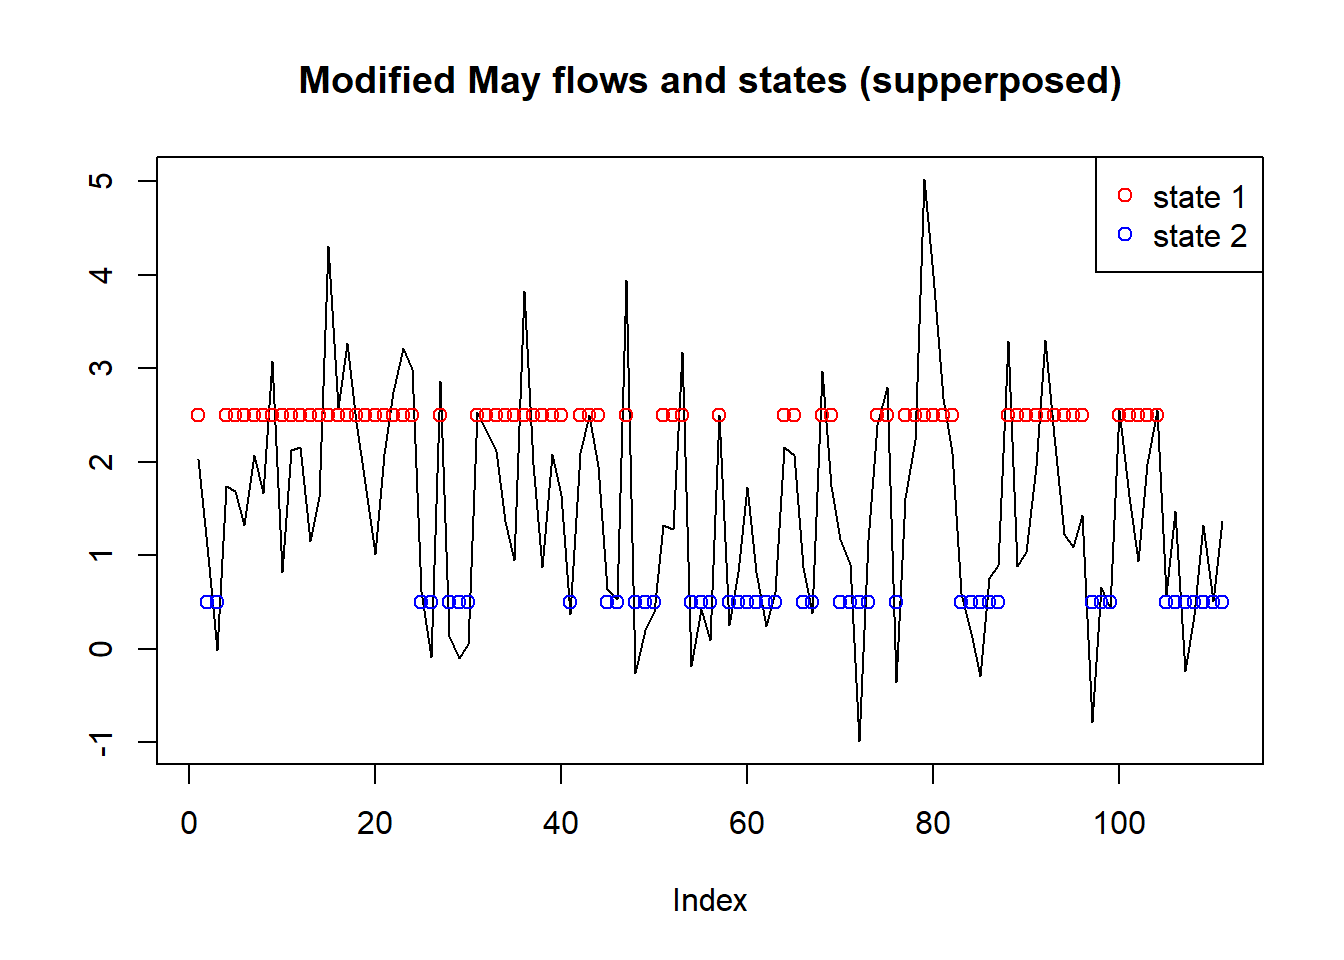 Modified May flows and states (supperposed)
5
4
3
2
1
0
-1
state 1
state 2
0 20 40 60 80 100
Index